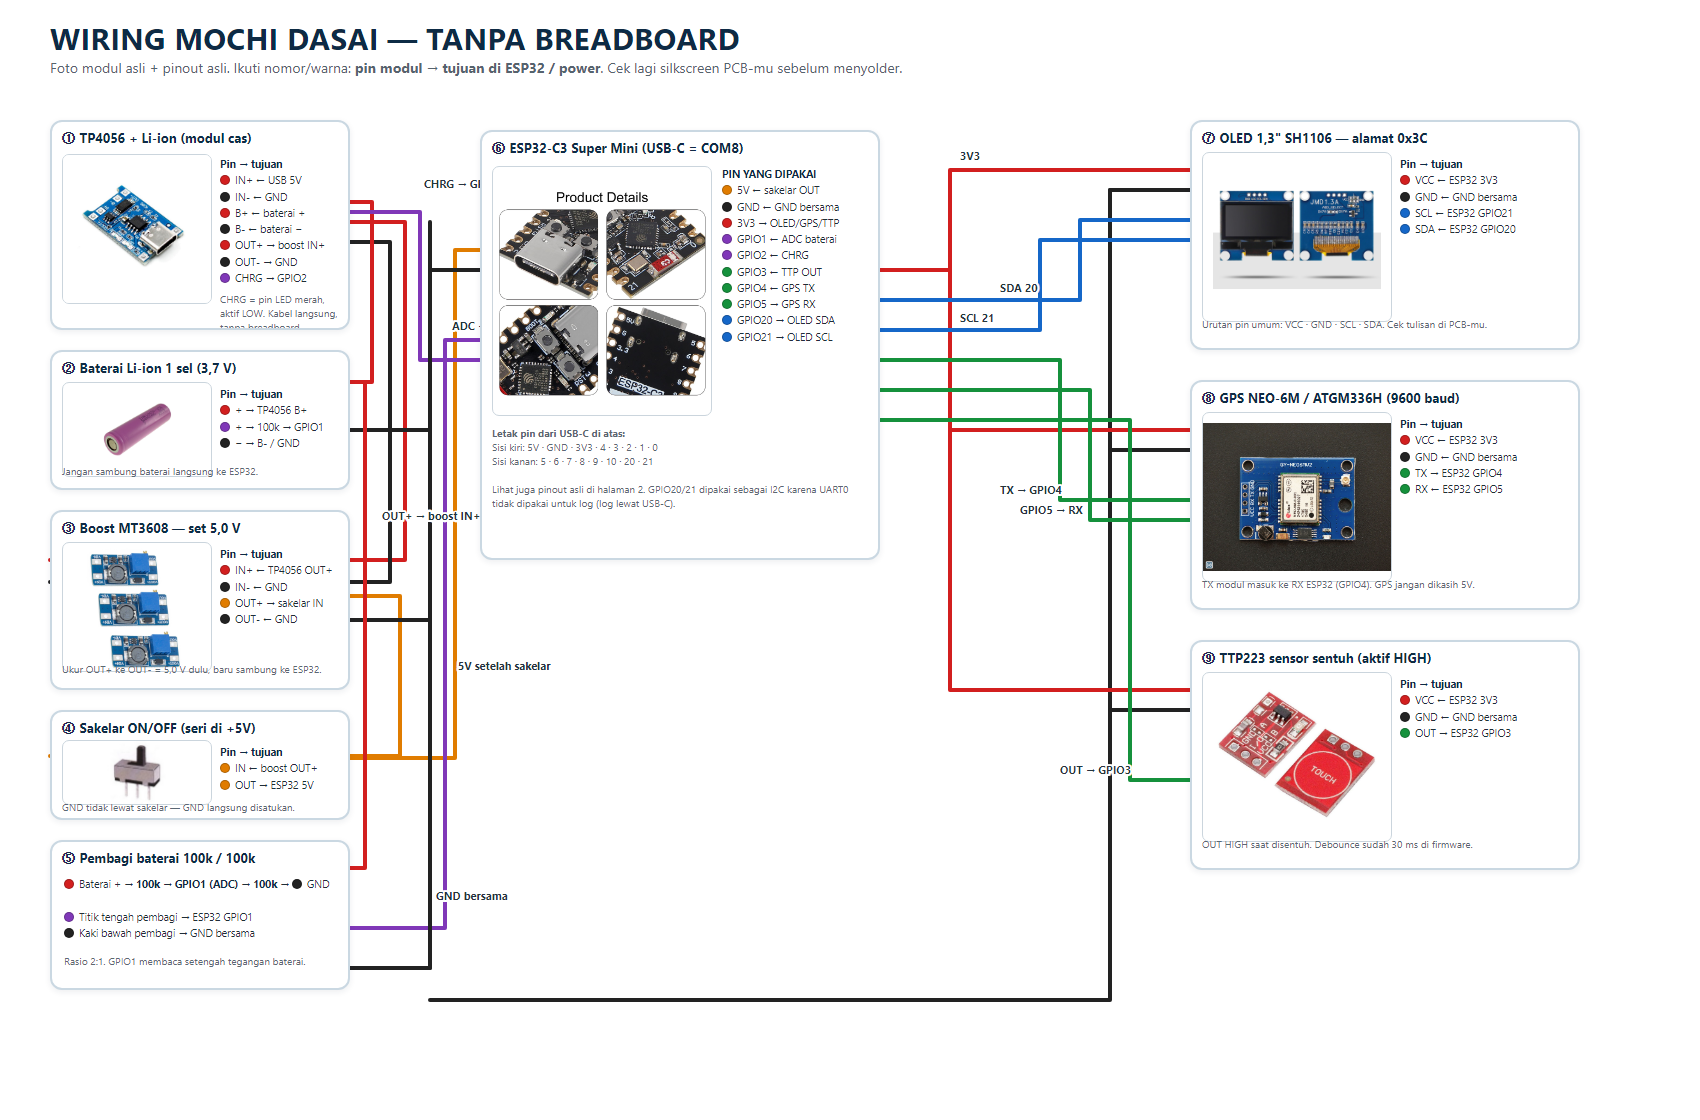 WIRING MOCHI DASAI — TANPA BREADBOARD
Foto modul asli + pinout asli. Ikuti nomor/warna: pin modul → tujuan di ESP32 / power. Cek lagi silkscreen PCB-mu sebelum menyolder.
① TP4056 + Li-ion (modul cas)
Pin → tujuan
IN+ ← USB 5V
IN- ← GND
B+ ← baterai +
B- ← baterai −
OUT+ → boost IN+
OUT- → GND
CHRG → GPIO2
CHRG = pin LED merah,
aktif LOW. Kabel langsung,
tanpa breadboard
② Baterai Li-ion 1 sel (3,7 V)
Pin → tujuan
+ → TP4056 B+
+ → 100k → GPIO1
− → B- / GND
Jangan sambung baterai langsung ke ESP32.
③ Boost MT3608 — set 5,0 V
Pin → tujuan
IN+ ← TP4056 OUT+
IN- ← GND
OUT+ → sakelar IN
OUT- ← GND
Ukur OUT+ ke OUT- = 5,0 V dulu, baru sambung ke ESP32.
④ Sakelar ON/OFF (seri di +5V)
Pin → tujuan
IN ← boost OUT+
OUT → ESP32 5V
GND tidak lewat sakelar — GND langsung disatukan.
⑤ Pembagi baterai 100k / 100k
Baterai + → 100k → GPIO1 (ADC) → 100k → GND
Titik tengah pembagi → ESP32 GPIO1
Kaki bawah pembagi → GND bersama
Rasio 2:1. GPIO1 membaca setengah tegangan baterai.
CHRG → GI
ADC
OUT+ → boost IN+
5V setelah sakelar
GND bersama
⑥ ESP32-C3 Super Mini (USB-C = COM8)
Product Details
PIN YANG DIPAKAI
5V ← sakelar OUT
GND ← GND bersama
3V3 → OLED/GPS/TTP
GPIO1 ← ADC baterai
GPIO2 ← CHRG
GPIO3 ← TTP OUT
GPIO4 ← GPS TX
GPIO5 → GPS RX
GPIO20 → OLED SDA
GPIO21 → OLED SCL
Letak pin dari USB-C di atas:
Sisi kiri: 5V · GND · 3V3 · 4 · 3 · 2 · 1 · 0
Sisi kanan: 5 · 6 · 7 · 8 · 9 · 10 · 20 · 21
Lihat juga pinout asli di halaman 2. GPIO20/21 dipakai sebagai I2C karena UART0
tidak dipakai untuk log (log lewat USB-C).
3V3
SDA 20
SCL 21
TX → GPIO4
GPIO5 → RX
OUT → GPIO3
⑦ OLED 1,3" SH1106 — alamat 0x3C
Pin → tujuan
VCC ← ESP32 3V3
GND ← GND bersama
SCL ← ESP32 GPIO21
SDA ← ESP32 GPIO20
Urutan pin umum: VCC · GND · SCL · SDA. Cek tulisan di PCB-mu.
⑧ GPS NEO-6M / ATGM336H (9600 baud)
Pin → tujuan
VCC ← ESP32 3V3
GND ← GND bersama
TX → ESP32 GPIO4
RX ← ESP32 GPIO5
TX modul masuk ke RX ESP32 (GPIO4). GPS jangan dikasih 5V.
⑨ TTP223 sensor sentuh (aktif HIGH)
Pin → tujuan
VCC ← ESP32 3V3
GND ← GND bersama
OUT → ESP32 GPIO3
TOUCH
OUT HIGH saat disentuh. Debounce sudah 30 ms di firmware.